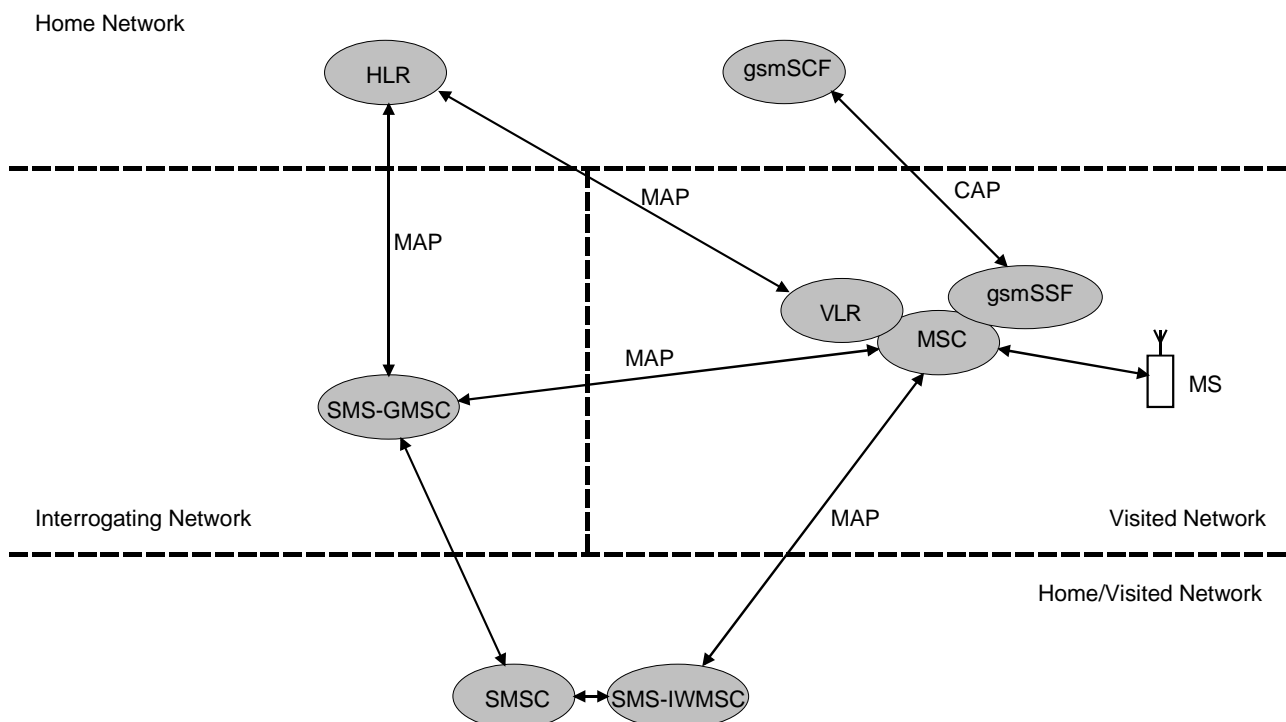 Home Network
HLR
gsmSCF
MAP
CAP
MAP
gsmSSF
VLR
MSC
MAP
MS
SMS-GMSC
Interrogating Network
MAP
Visited Network
Home/Visited Network
SMSC
SMS-IWMSC